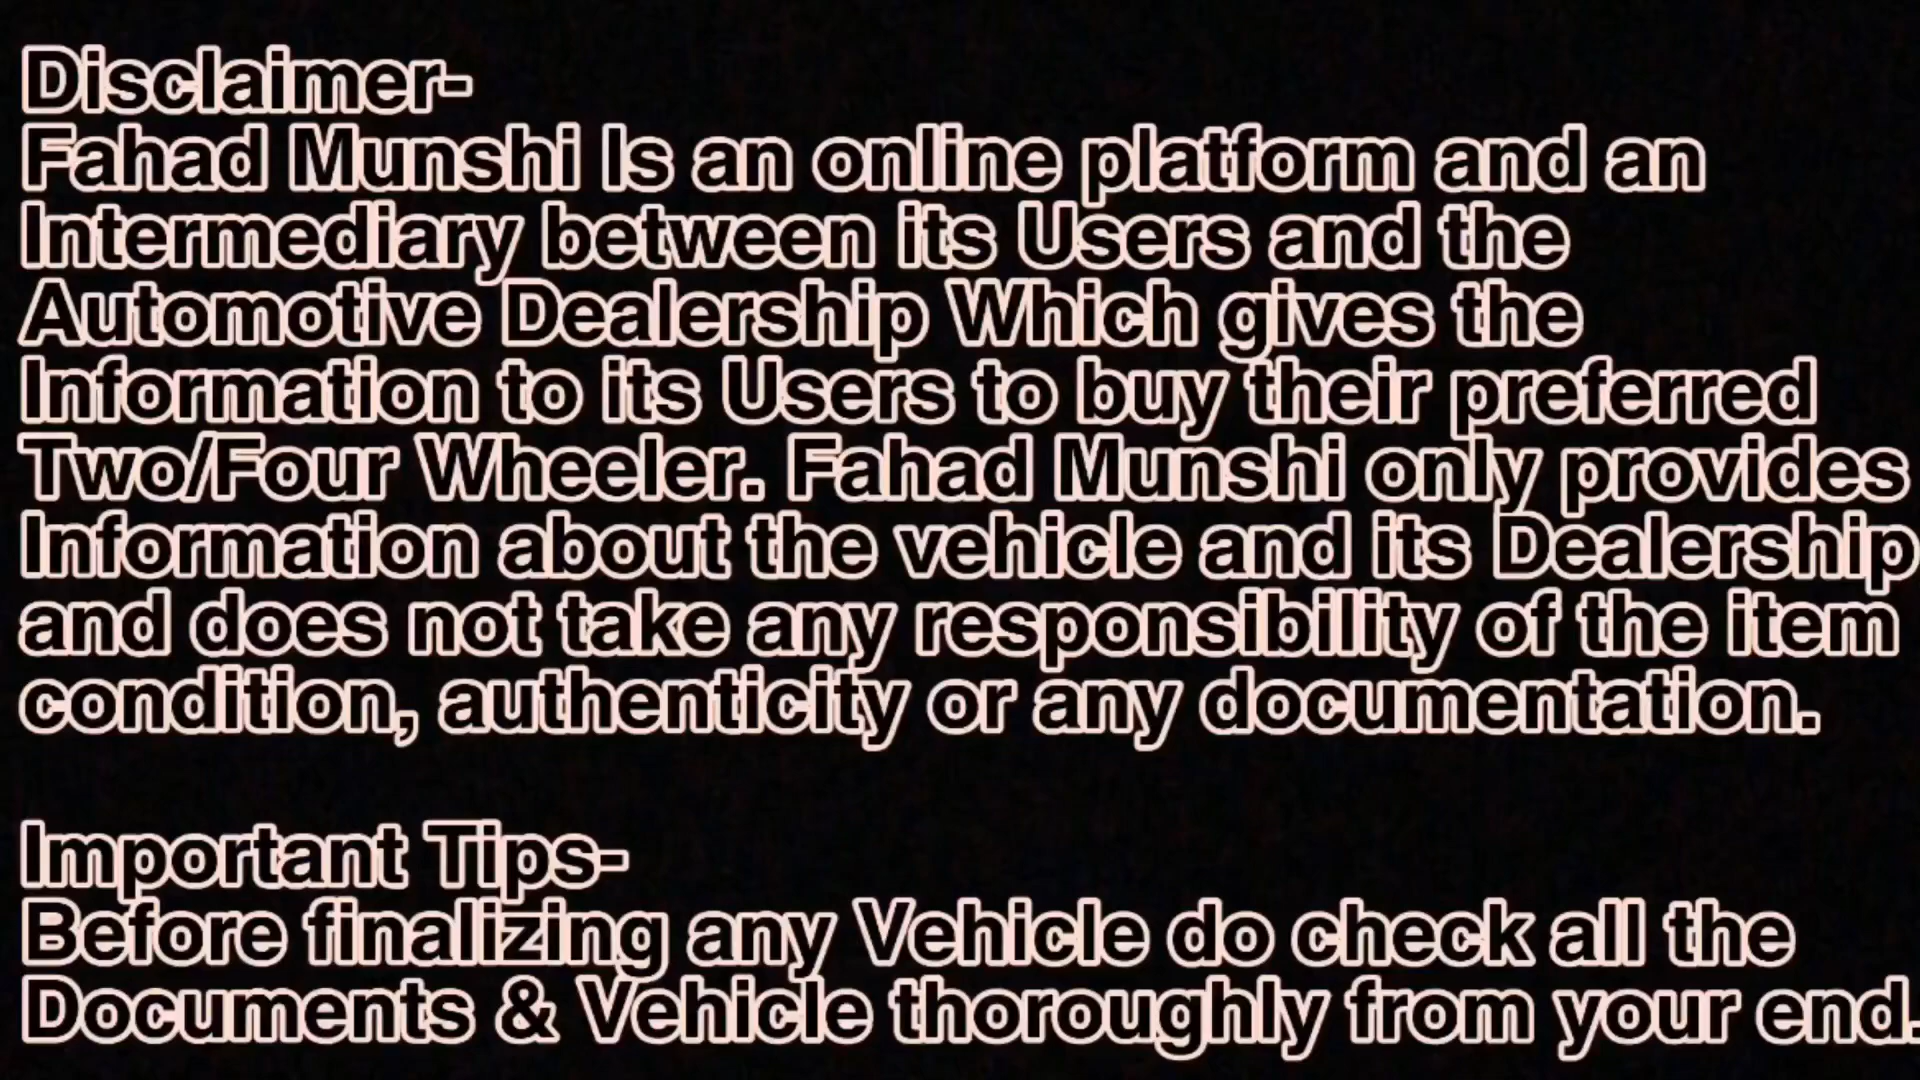 Disclaimer-
Fahad Munshi Is an online platform and an
Intermediary between its Users and the
Automotive Dealership Which gives the
Information to its Users to buy their preferred
Two/Four Wheeler. Fahad Munshi only provides
Information about the vehicle and its Dealership
and does not take any responsibility of the item
condition, authenticity or any documentation.
Important Tips-
Before finalizing any Vehicle do check all the
Documents & Vehicle thoroughly from your end.